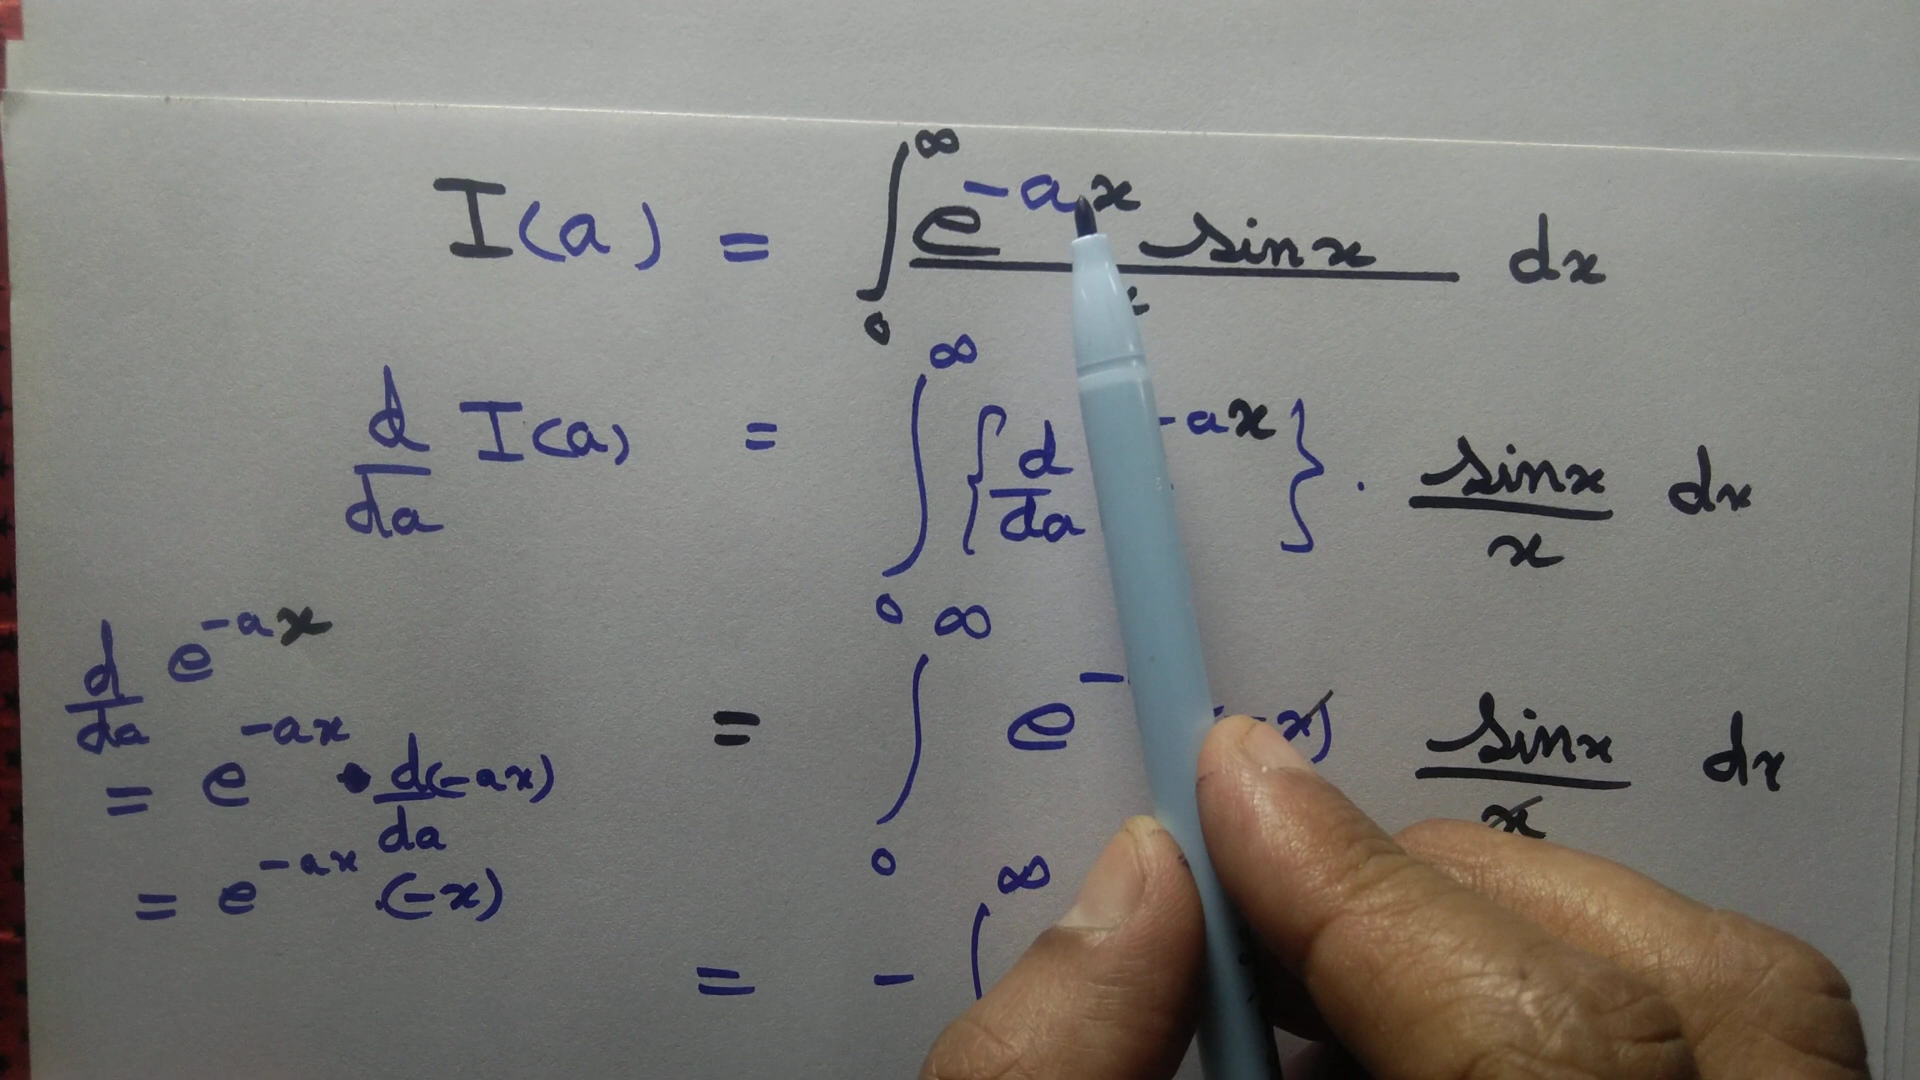 I(a) = ∫₀^∞ e^{-ax} sinx / x dx
d/da I(a) = ∫₀^∞ { d/da -ax } · sinx / x dx
d/da e^{-ax}
= ∫₀^∞ e^- -x) sinx / x dx
= e^{-ax} · d(-ax) / da
= e^{-ax} · (-x)
= - ∫^∞